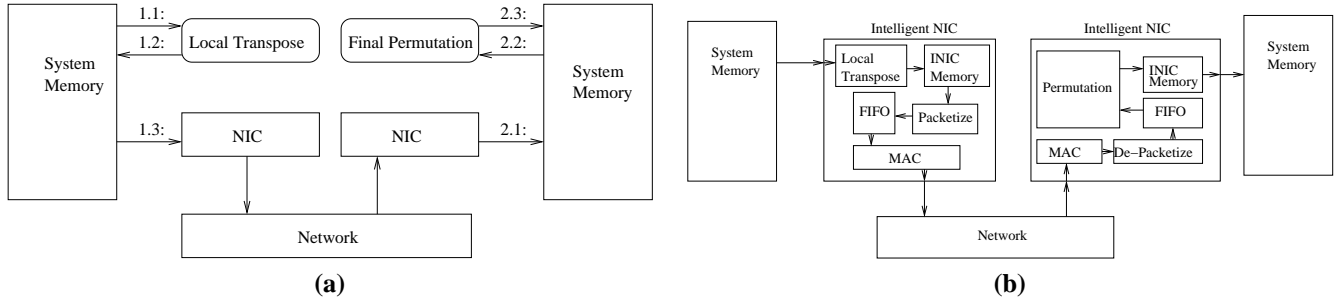 System
Memory
1.1:
1.2:
Local Transpose
Final Permutation
2.3:
2.2:
System
Memory
1.3:
NIC
NIC
2.1:
Network
(a)
System
Memory
Intelligent NIC
Local
Transpose
INIC
Memory
FIFO
Packetize
MAC
Intelligent NIC
Permutation
INIC
Memory
FIFO
MAC
De-Packetize
System
Memory
Network
(b)